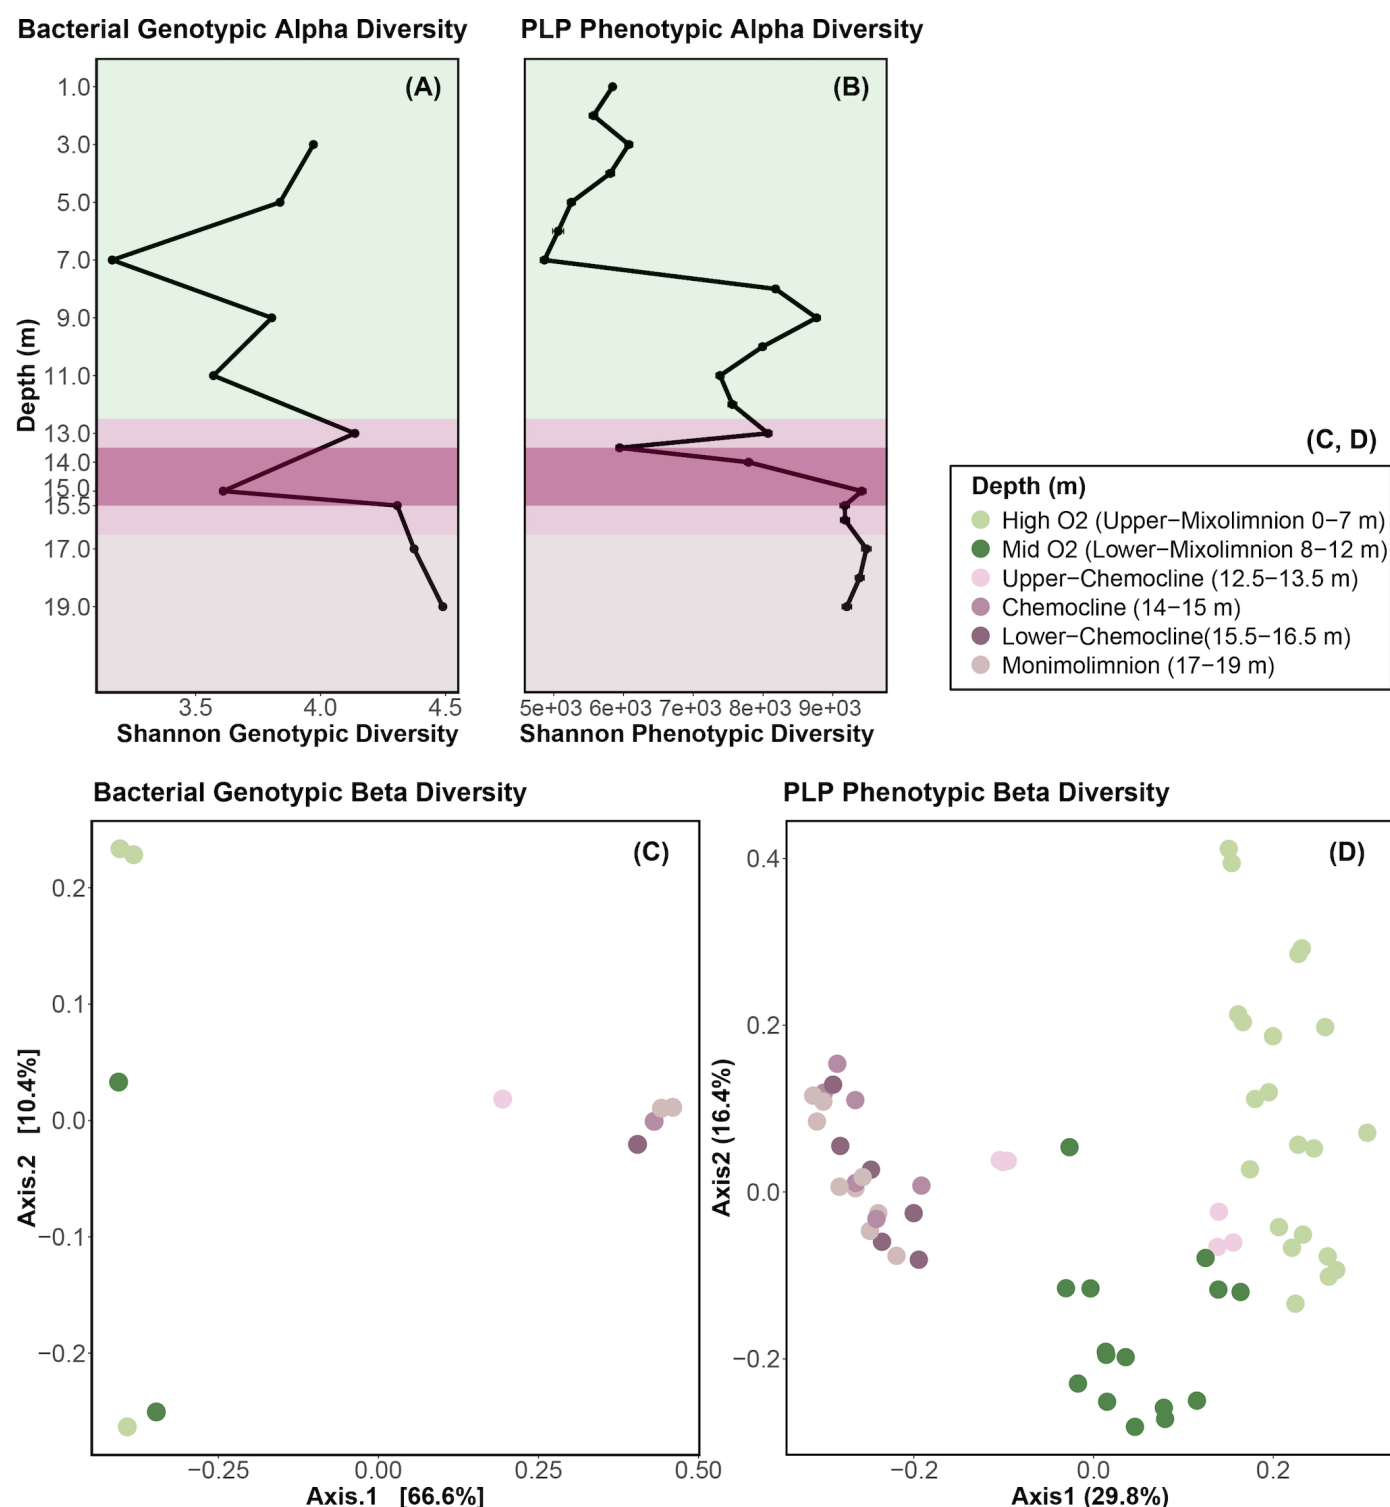 Bacterial Genotypic Alpha Diversity
PLP Phenotypic Alpha Diversity
(A)
(B)
1.0
3.0
5.0
7.0
9.0
11.0
13.0
14.0
15.0
15.5
17.0
19.0
Depth (m)
3.5 4.0 4.5
Shannon Genotypic Diversity
5e+03 6e+03 7e+03 8e+03 9e+03
Shannon Phenotypic Diversity
(C, D)
Depth (m)
High O2 (Upper−Mixolimnion 0−7 m)
Mid O2 (Lower−Mixolimnion 8−12 m)
Upper−Chemocline (12.5−13.5 m)
Chemocline (14−15 m)
Lower−Chemocline(15.5−16.5 m)
Monimolimnion (17−19 m)
Bacterial Genotypic Beta Diversity
(C)
0.2
0.1
0.0
−0.1
−0.2
Axis.2 [10.4%]
−0.25 0.00 0.25 0.50
Axis.1 [66.6%]
PLP Phenotypic Beta Diversity
(D)
0.4
0.2
0.0
−0.2
Axis2 (16.4%)
−0.2 0.0 0.2
Axis1 (29.8%)